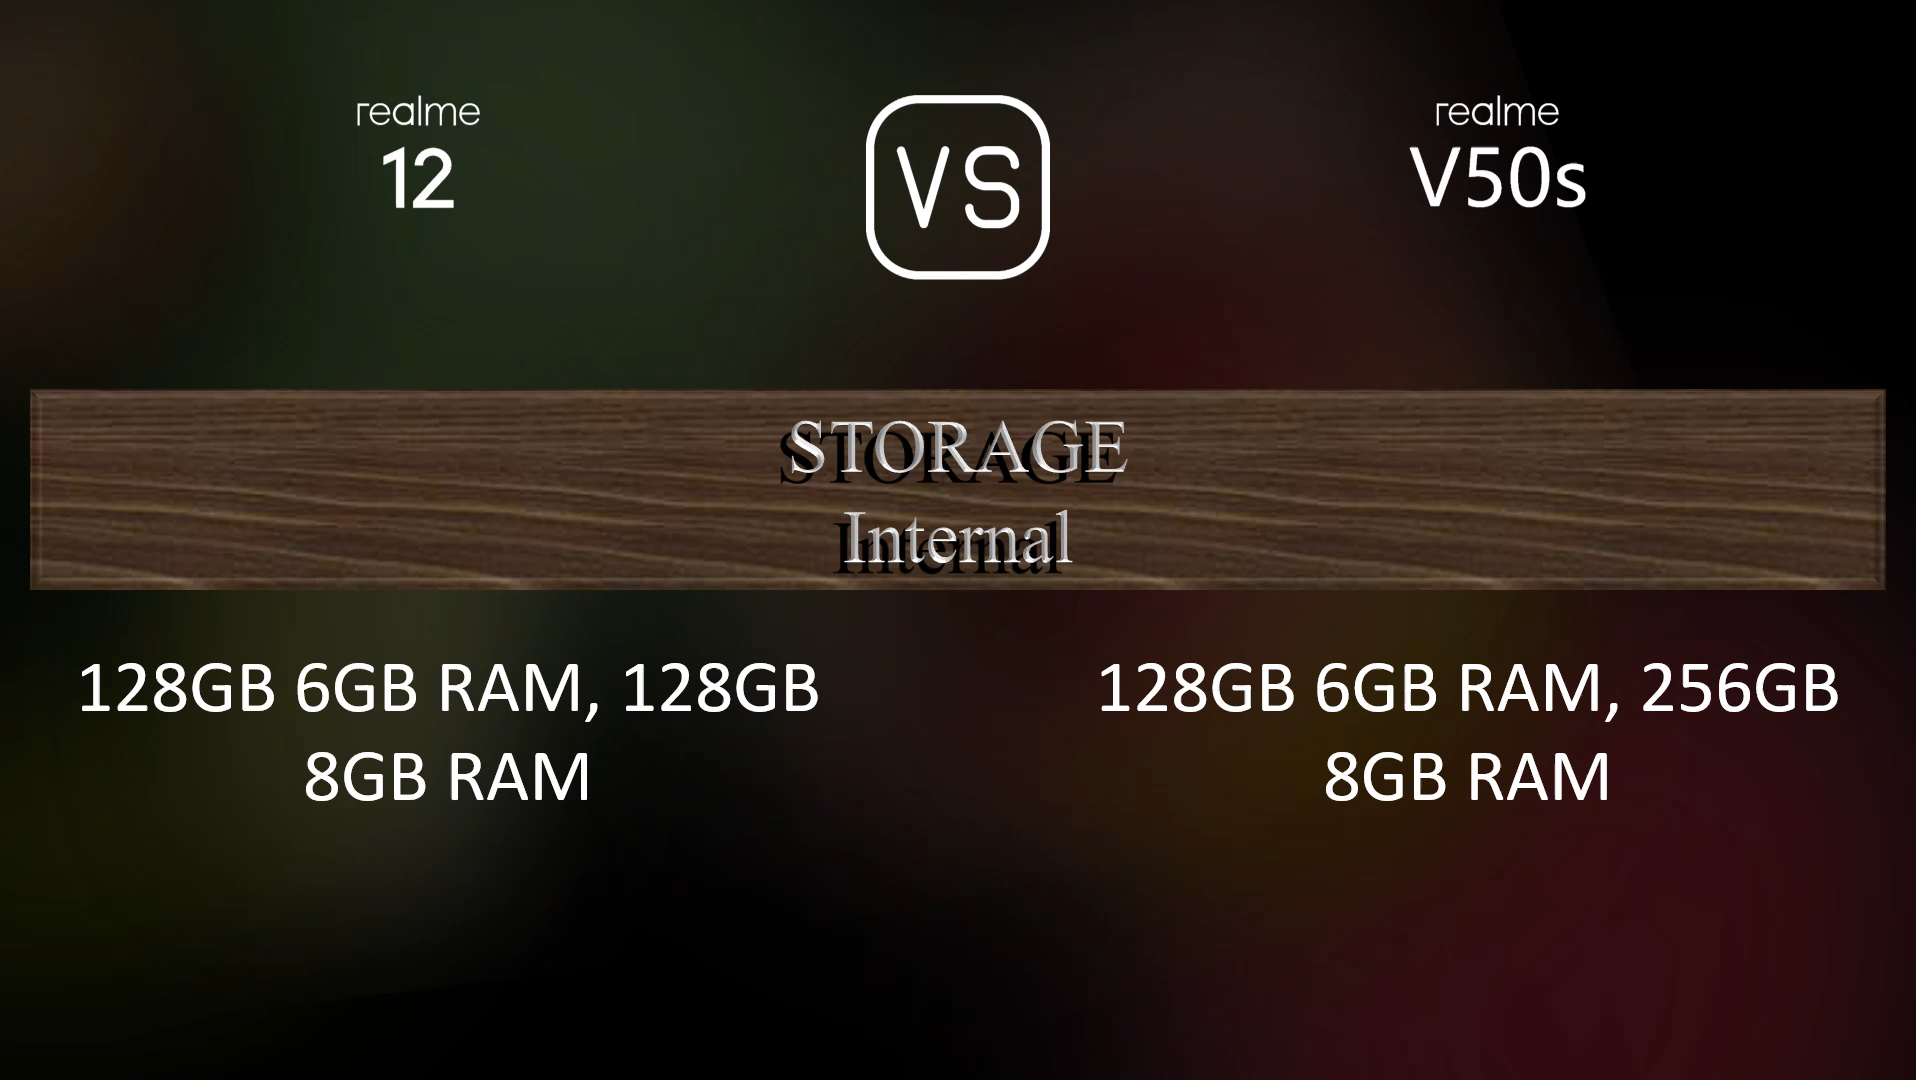 realme
12
VS
realme
V50s
STORAGE
Internal
128GB 6GB RAM, 128GB
8GB RAM
128GB 6GB RAM, 256GB
8GB RAM